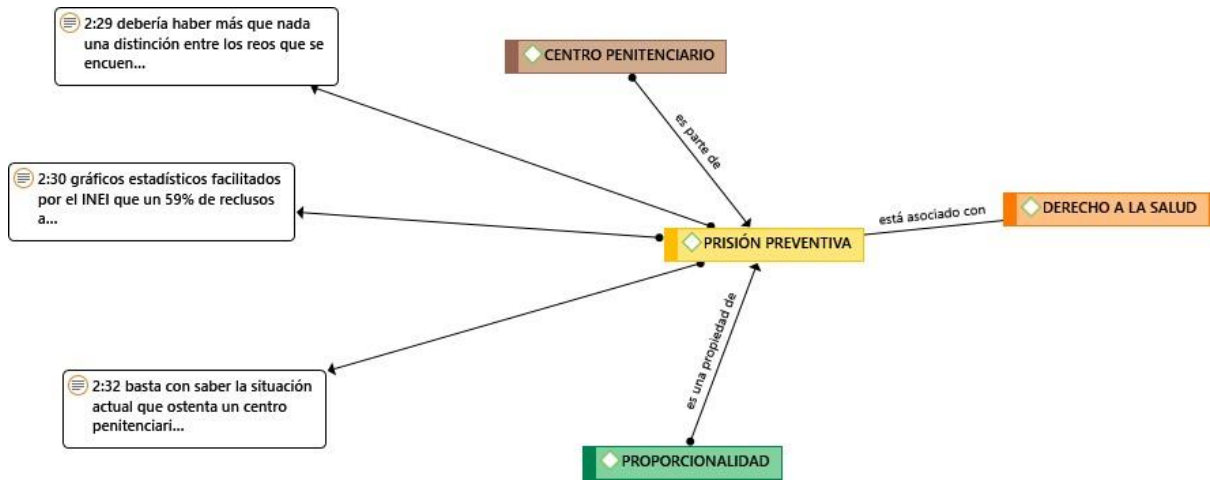 2:29 debería haber más que nada
una distinción entre los reos que se
encuen...
CENTRO PENITENCIARIO
es parte de
2:30 gráficos estadísticos facilitados
por el INEI que un 59% de reclusos
a...
DERECHO A LA SALUD
está asociado con
PRISIÓN PREVENTIVA
es una propiedad de
2:32 basta con saber la situación
actual que ostenta un centro
penitenciari...
PROPORCIONALIDAD